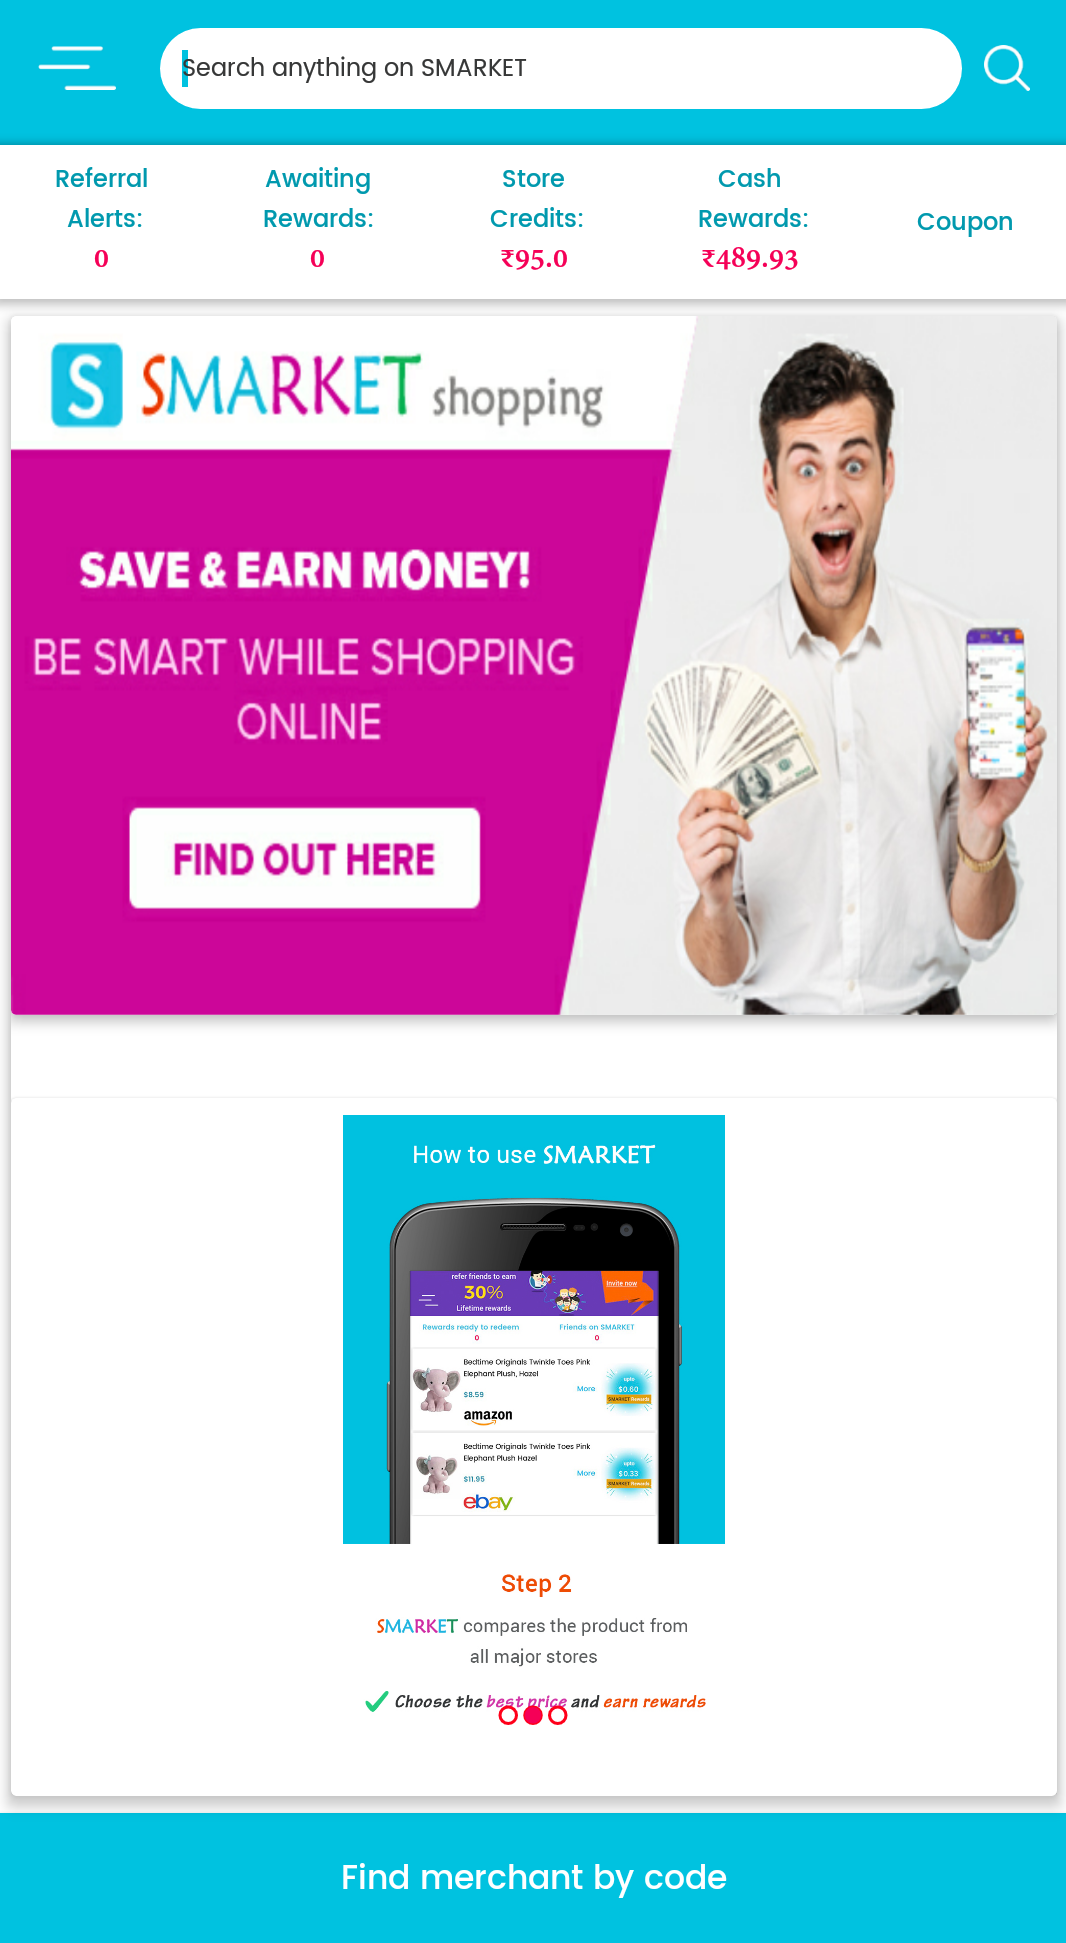 Search anything on SMARKET
Referral
Alerts:
0
Awaiting
Rewards:
0
Store
Credits:
₹95.0
Cash
Rewards:
₹489.93
Coupon
S SMARKET shopping
SAVE & EARN MONEY!
BE SMART WHILE SHOPPING
ONLINE
FIND OUT HERE
How to use SMARKET
refer friends to earn
30%
Lifetime rewards
Invite now
Rewards ready to redeem
0
Friends on SMARKET
0
Bedtime Originals Twinkle Toes Pink
Elephant Plush, Hazel
$8.59
More
upto
$0.60
SMARKET Rewards
amazon
Bedtime Originals Twinkle Toes Pink
Elephant Plush Hazel
$11.95
More
upto
$0.33
SMARKET Rewards
ebay
Step 2
SMARKET compares the product from
all major stores
Choose the best price and earn rewards
Find merchant by code